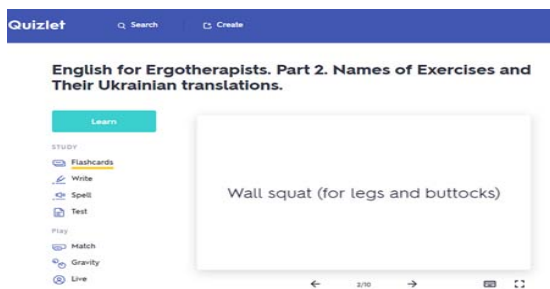 Quizlet
Search
Create
English for Ergotherapists. Part 2. Names of Exercises and
Their Ukrainian translations.
Learn
STUDY
Flashcards
Write
Spell
Test
Play
Match
Gravity
Live
Wall squat (for legs and buttocks)
2/10